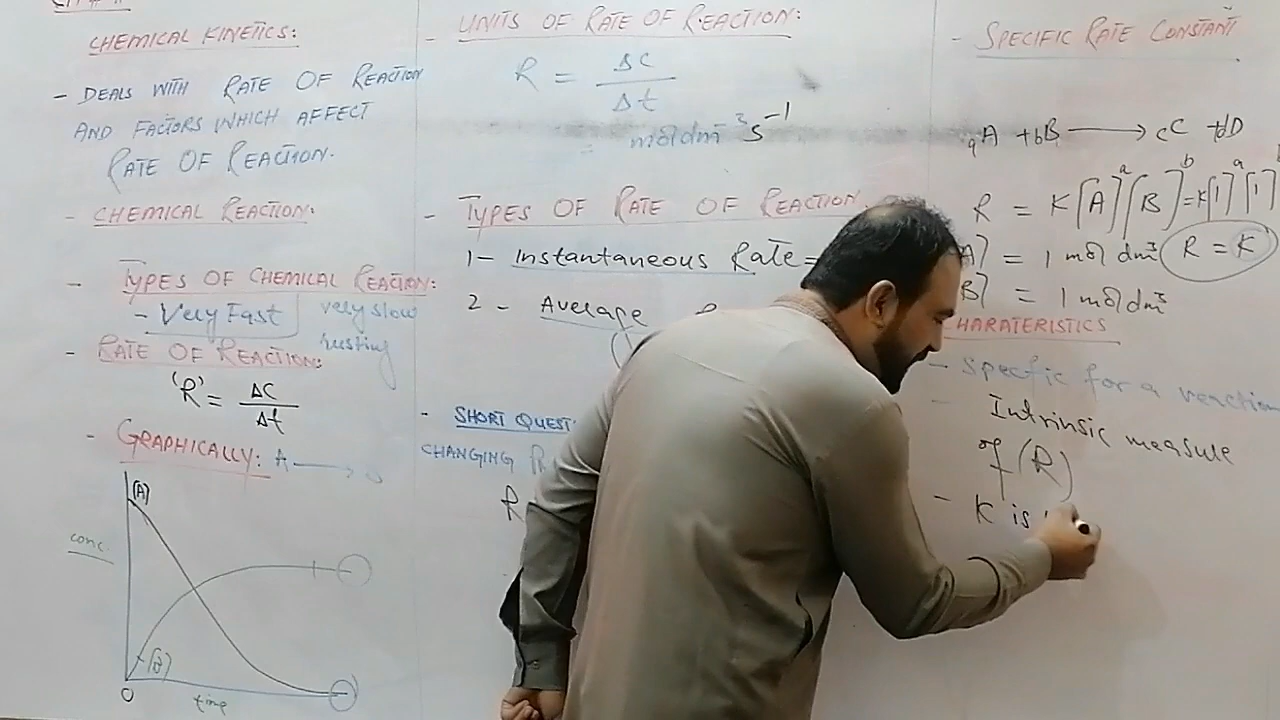 CHEMICAL KINETICS:
- DEALS WITH RATE OF REACTION
AND FACTORS WHICH AFFECT
RATE OF REACTION.
- CHEMICAL REACTION:
- TYPES OF CHEMICAL REACTION:
- Very Fast very slow
rusting
- RATE OF REACTION:
'R' = ΔC / Δt
- GRAPHICALLY: A →
[A]
conc.
[B]
0 time
- UNITS OF RATE OF REACTION:
R = ΔC / Δt
= mol dm⁻³ s⁻¹
- TYPES OF RATE OF REACTION
1- Instantaneous Rate =
2 - Average
- SHORT QUEST
CHANGING R
R
- SPECIFIC RATE CONSTANT
aA + bB → cC + dD
R = K[A]ᵃ[B]ᵇ = K[1]ᵃ[1]
A] = 1 mol dm⁻³ R = K
B] = 1 mol dm⁻³
HARATERISTICS
- Specfic for a reaction
- Intrinsic measure
of (R)
- K is